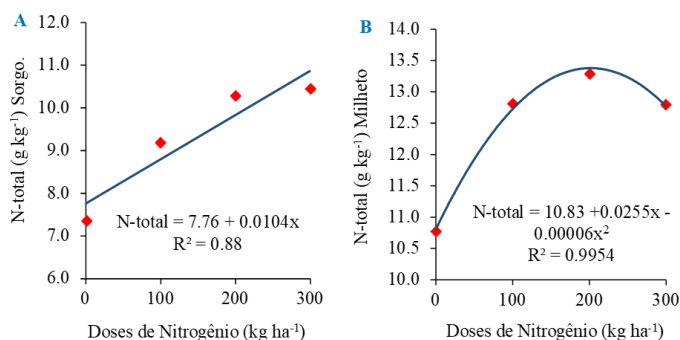 A
12.0
11.0
10.0
9.0
8.0
7.0
6.0
N-total (g kg⁻¹) Sorgo.
N-total = 7.76 + 0.0104x
R² = 0.88
0 100 200 300
Doses de Nitrogênio (kg ha⁻¹)
B
14.0
13.5
13.0
12.5
12.0
11.5
11.0
10.5
10.0
N-total (g kg⁻¹) Milheto
N-total = 10.83 +0.0255x -
0.00006x²
R² = 0.9954
0 100 200 300
Doses de Nitrogênio (kg ha⁻¹)